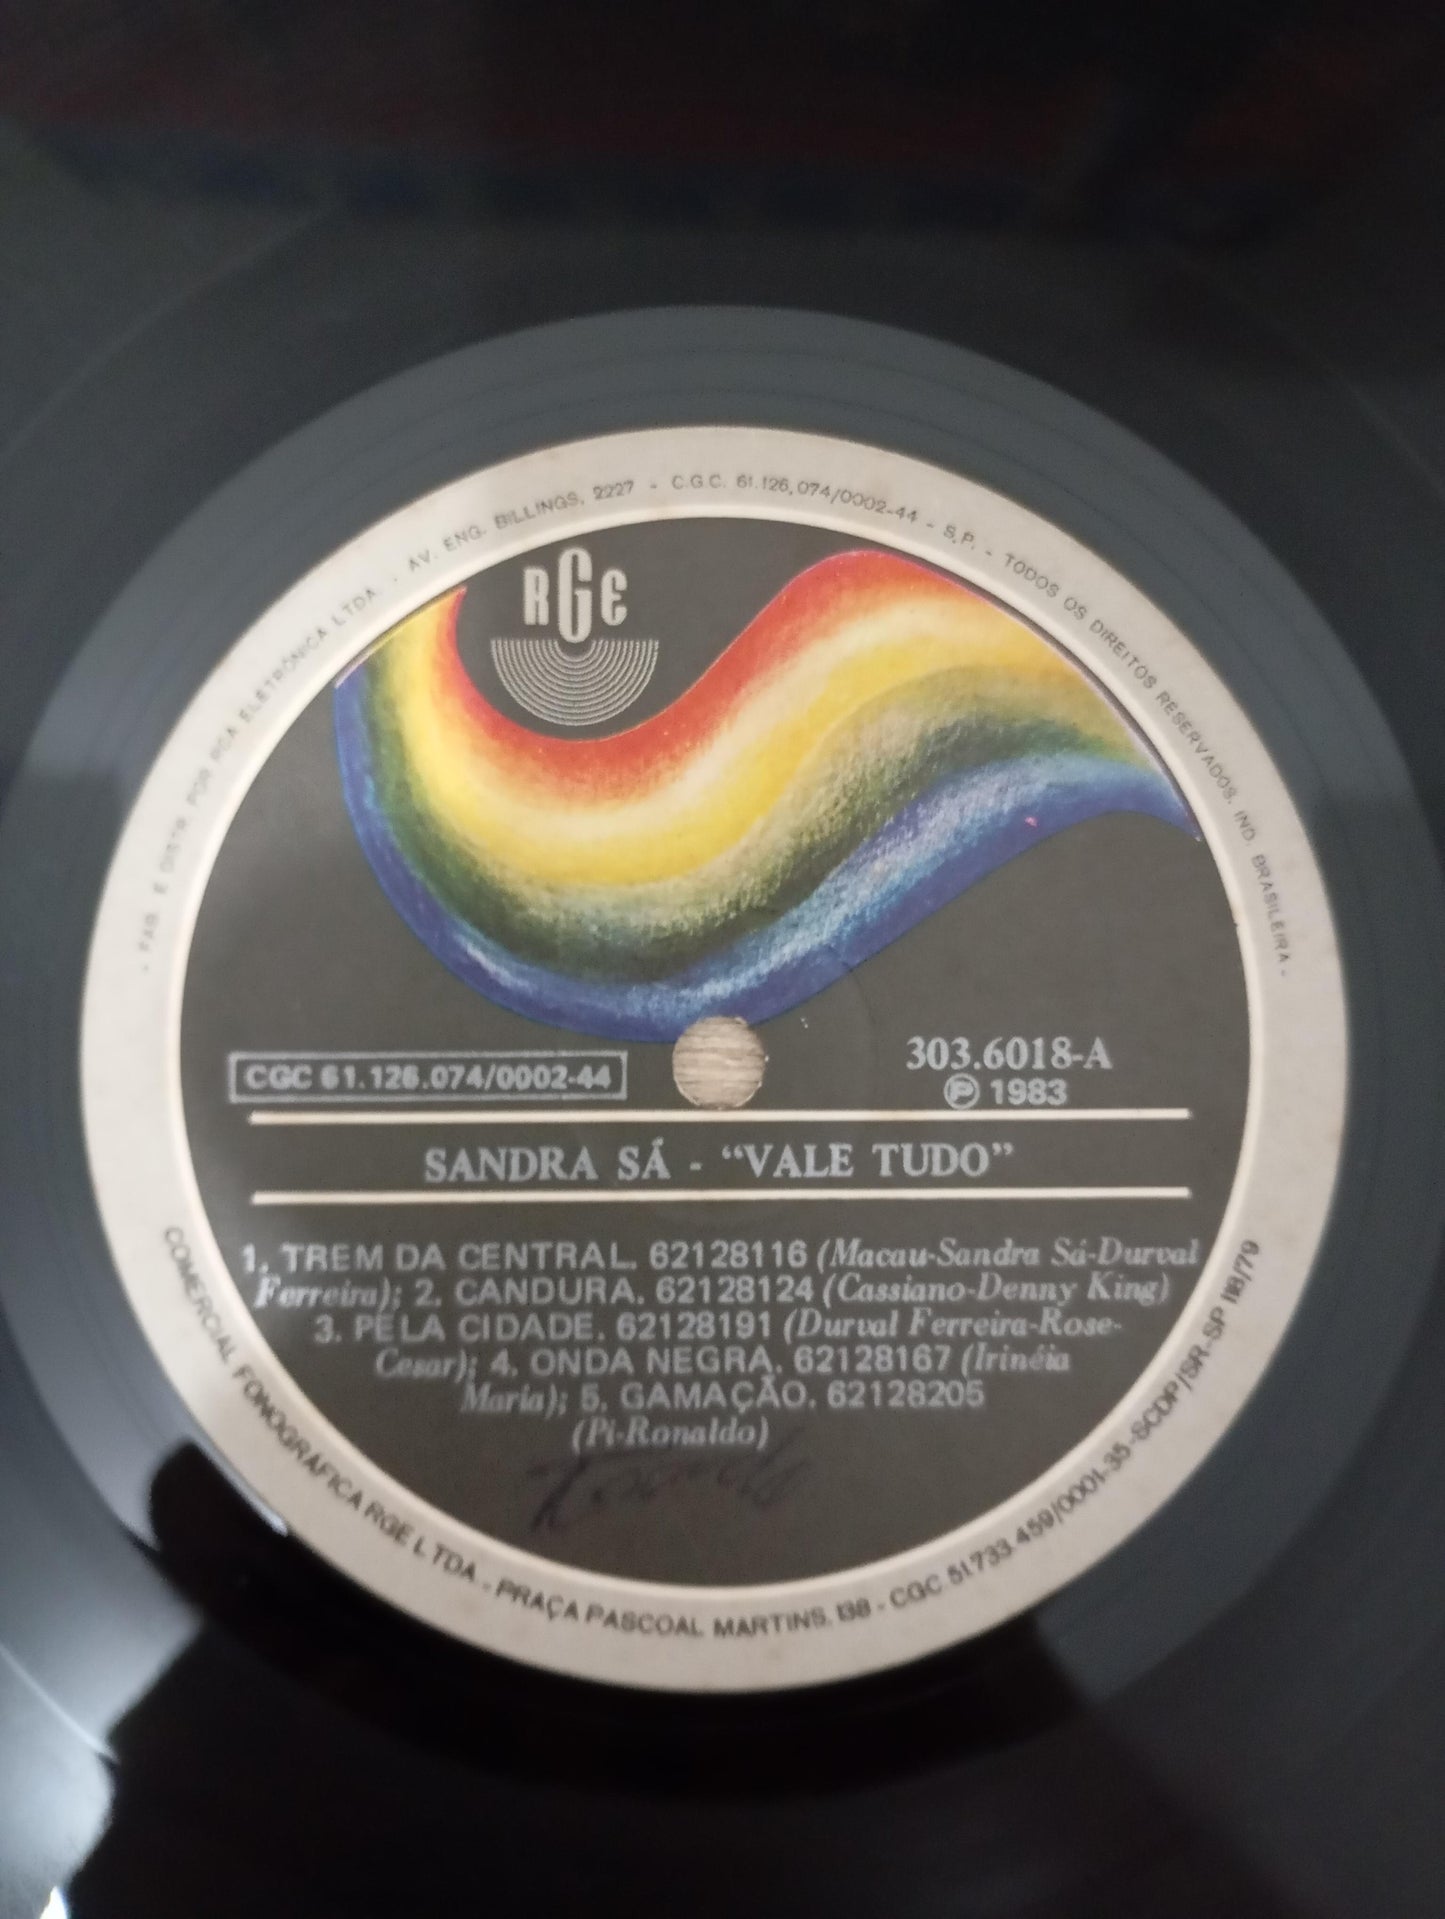 - FAB. E DISTR. POR RCA ELETRÔNICA LTDA. - AV. ENG. BILLINGS, 2227 - C.G.C. 61.126.074/0002-44 - S.P. - TODOS OS DIREITOS RESERVADOS. IND. BRASILEIRA -
RGE
CGC 61.126.074/0002-44
303.6018-A
Ⓟ 1983
SANDRA SÁ - “VALE TUDO”
1. TREM DA CENTRAL. 62128116 (Macau-Sandra Sá-Durval
Ferreira); 2. CANDURA. 62128124 (Cassiano-Denny King)
3. PELA CIDADE. 62128191 (Durval Ferreira-Rose-
Cesar); 4. ONDA NEGRA. 62128167 (Irinéia
Maria); 5. GAMAÇÃO. 62128205
(Pi-Ronaldo)
COMERCIAL FONOGRÁFICA RGE LTDA. - PRAÇA PASCOAL MARTINS, 138 - CGC 51.733.459/0001-35-SCDP/SR-SP 118/79